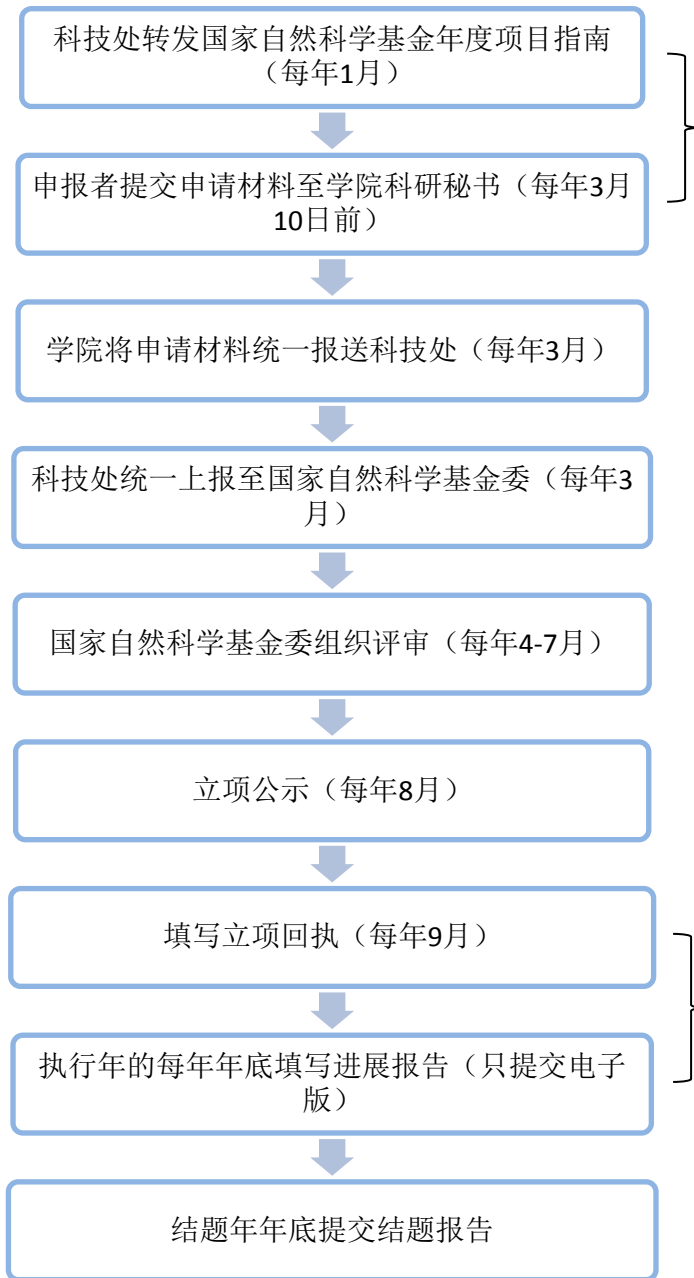 科技处转发国家自然科学基金年度项目指南
（每年1月）
申报者提交申请材料至学院科研秘书（每年3月
10日前）
学院将申请材料统一报送科技处（每年3月）
科技处统一上报至国家自然科学基金委（每年3
月）
国家自然科学基金委组织评审（每年4-7月）
立项公示（每年8月）
填写立项回执（每年9月）
执行年的每年年底填写进展报告（只提交电子
版）
结题年年底提交结题报告